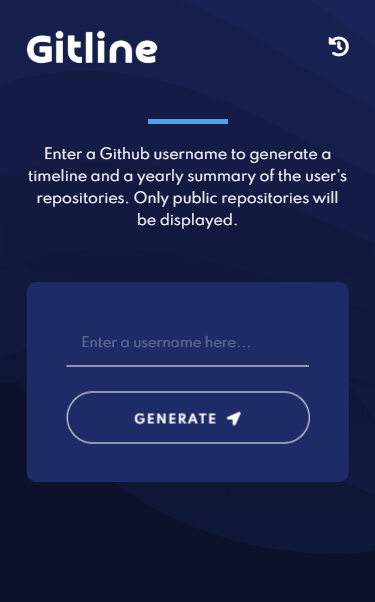 Gitline
Enter a Github username to generate a
timeline and a yearly summary of the user's
repositories. Only public repositories will
be displayed.
Enter a username here...
GENERATE